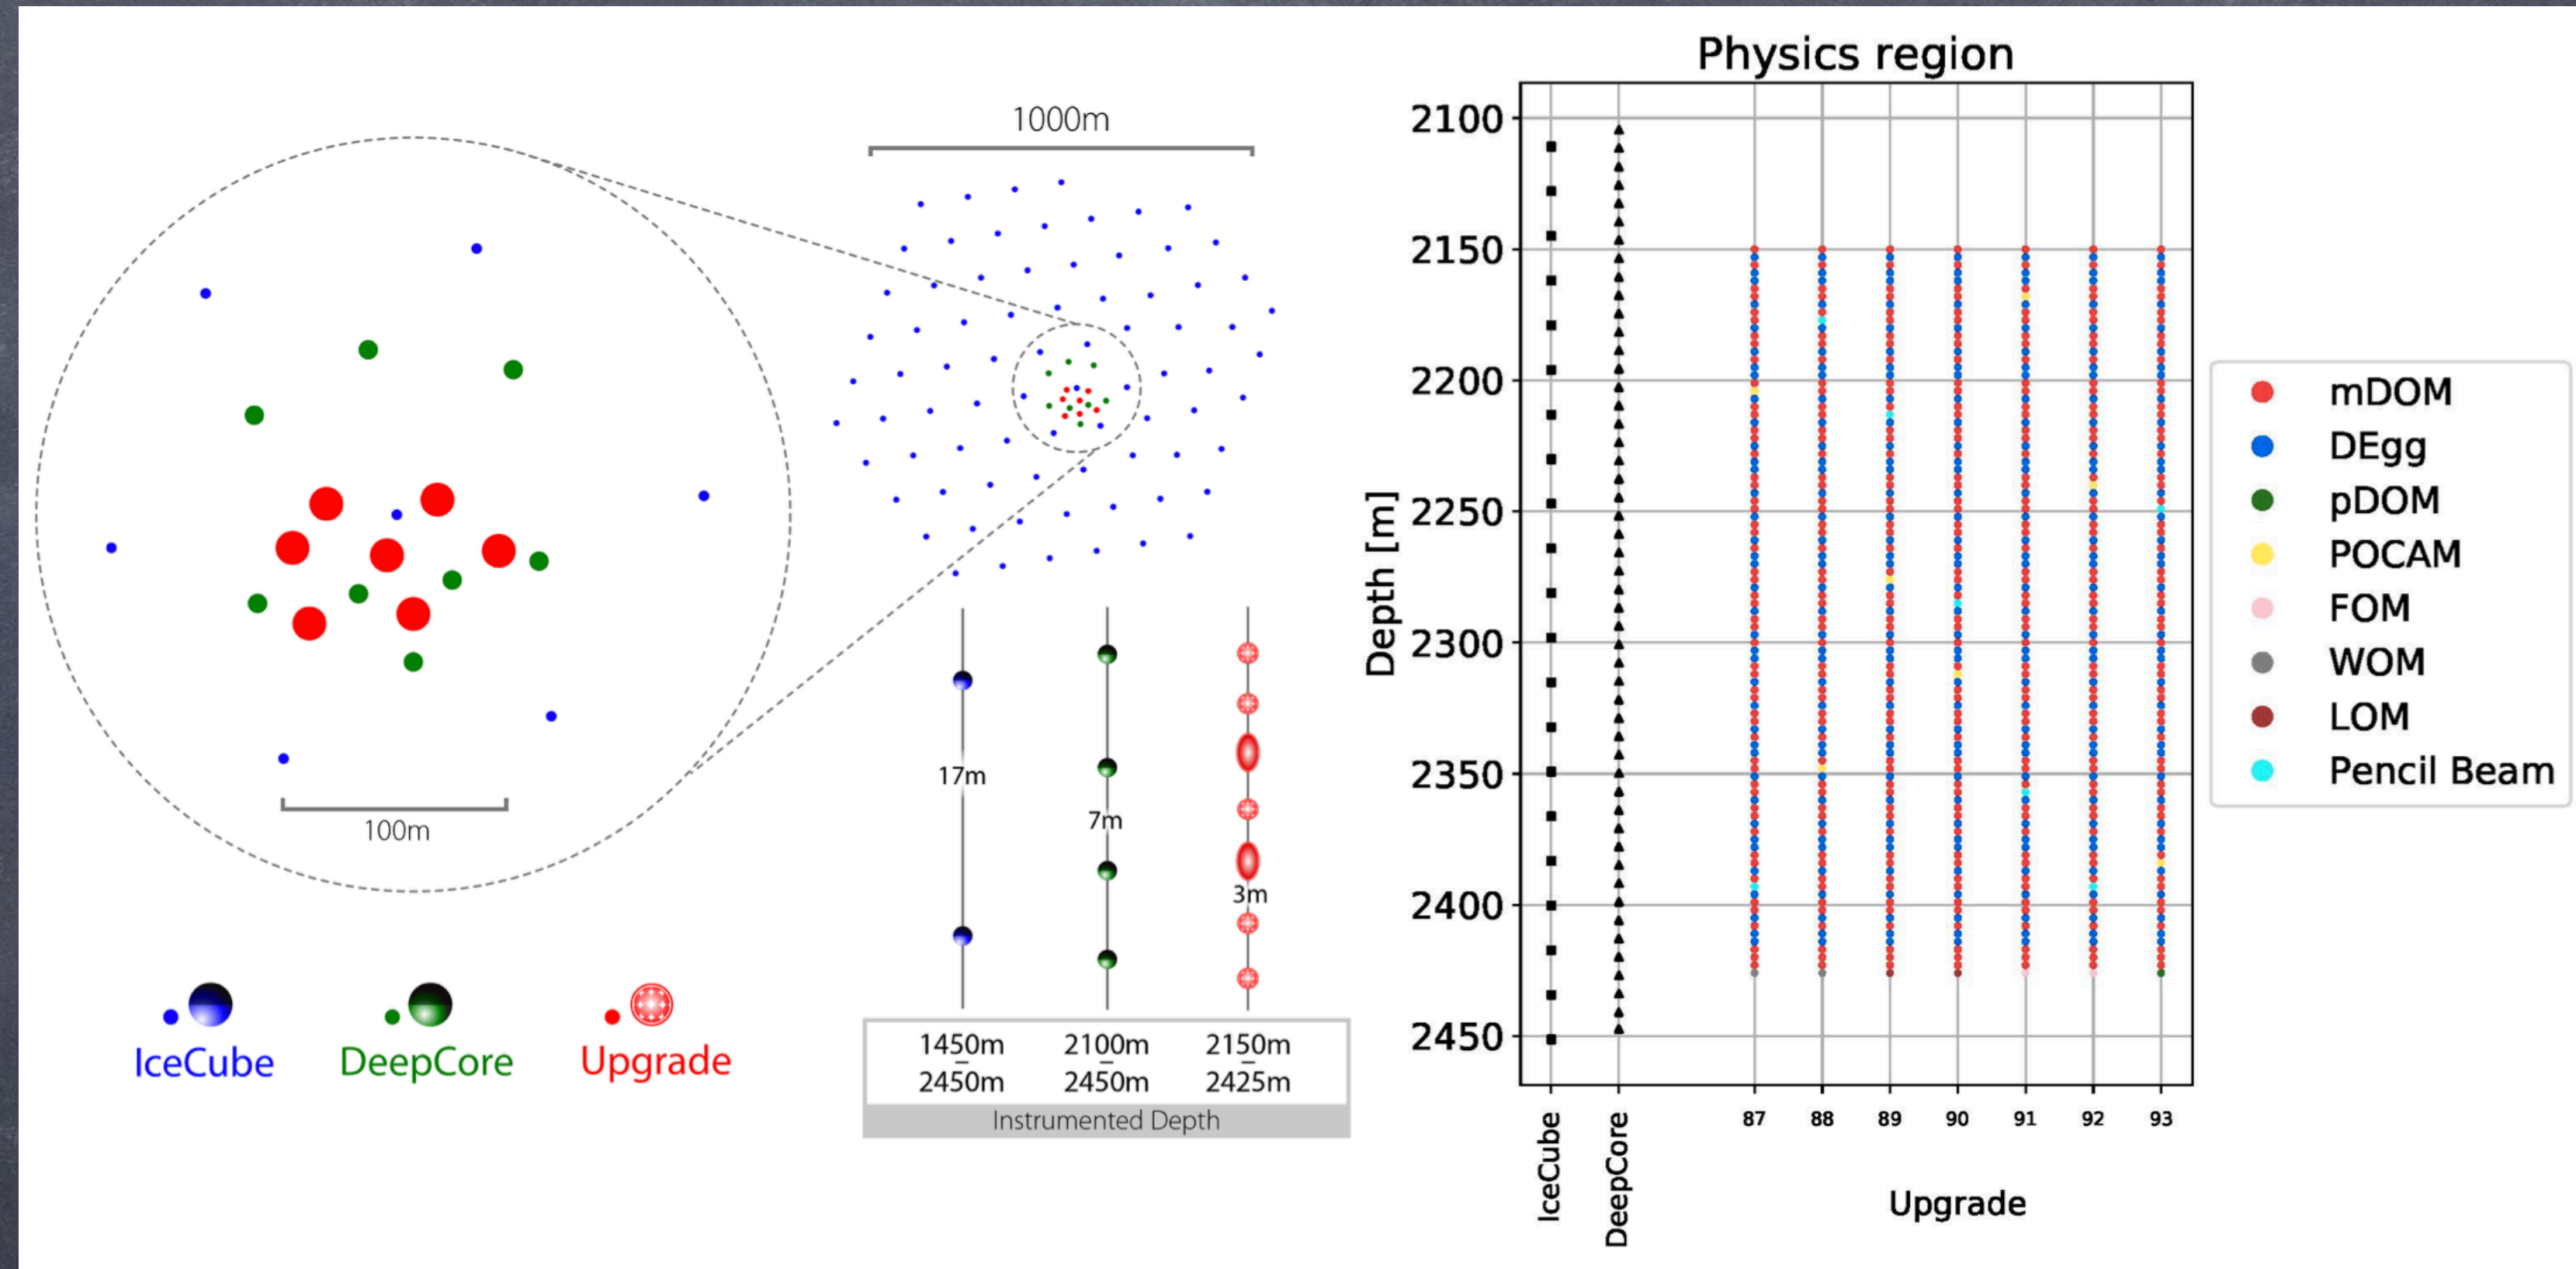 1000m
100m
IceCube
DeepCore
Upgrade
17m
7m
3m
1450m
–
2450m
2100m
–
2450m
2150m
–
2425m
Instrumented Depth
Physics region
Depth [m]
2100
2150
2200
2250
2300
2350
2400
2450
IceCube
DeepCore
87
88
89
90
91
92
93
Upgrade
mDOM
DEgg
pDOM
POCAM
FOM
WOM
LOM
Pencil Beam